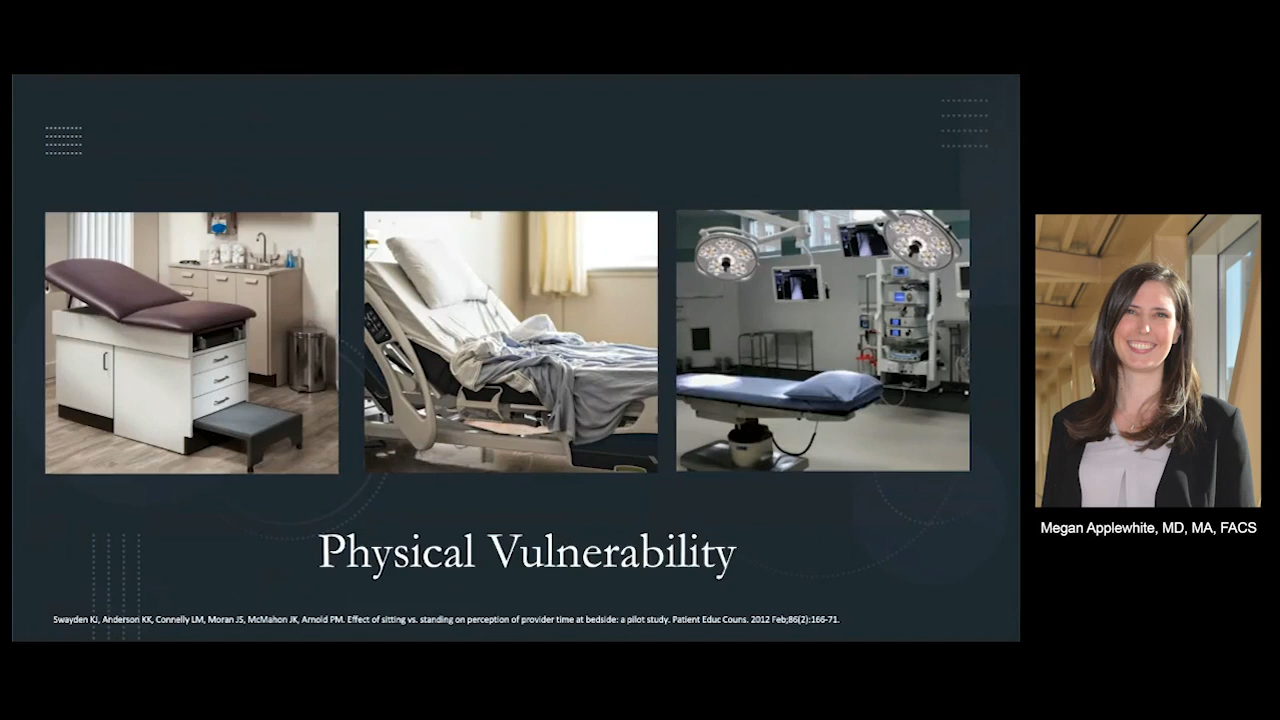 Physical Vulnerability
Swayden KJ, Anderson KK, Connelly LM, Moran JS, McMahon JK, Arnold PM. Effect of sitting vs. standing on perception of provider time at bedside: a pilot study. Patient Educ Couns. 2012 Feb;86(2):166-71.
Megan Applewhite, MD, MA, FACS